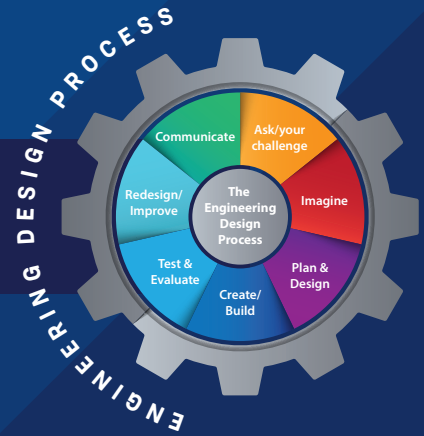 ENGINEERING DESIGN PROCESS
Ask/your
challenge
Imagine
Plan &
Design
Create/
Build
Test &
Evaluate
Redesign/
Improve
Communicate
The
Engineering
Design
Process